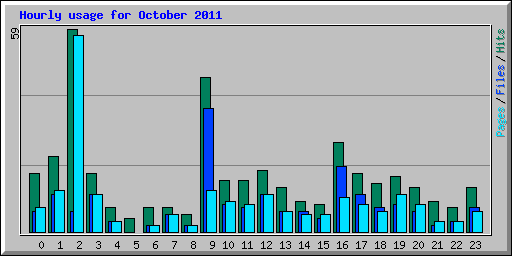 Hourly usage for October 2011
59
Pages/Files/Hits
0 1 2 3 4 5 6 7 8 9 10 11 12 13 14 15 16 17 18 19 20 21 22 23